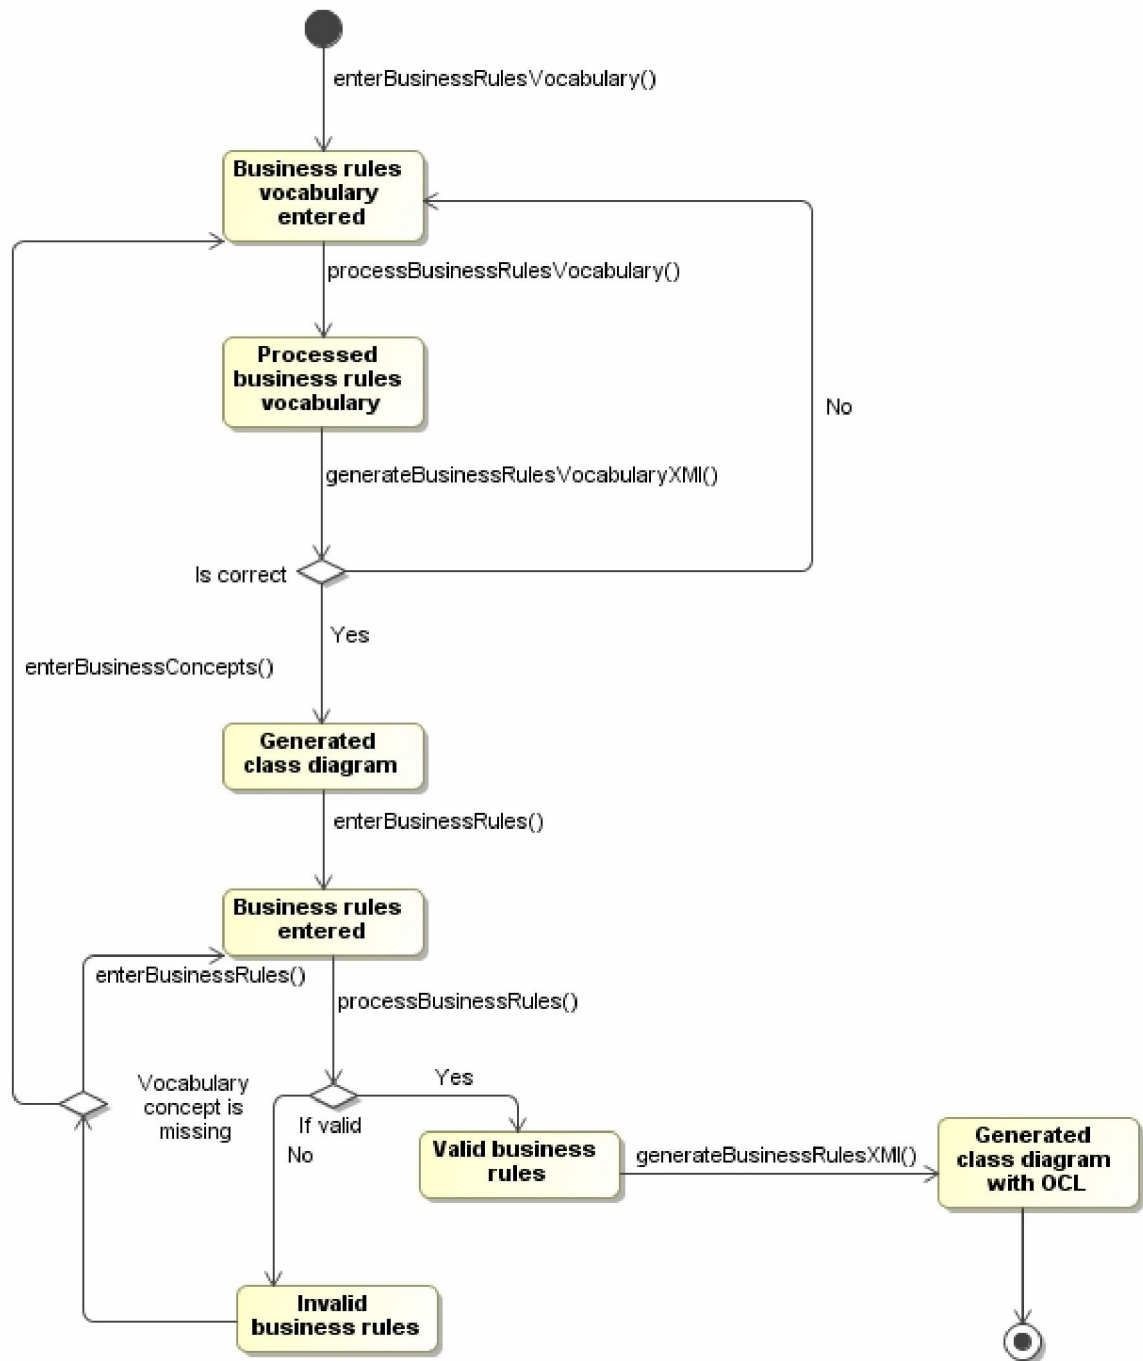 enterBusinessRulesVocabulary()
Business rules
vocabulary
entered
processBusinessRulesVocabulary()
Processed
business rules
vocabulary
No
generateBusinessRulesVocabularyXMI()
Is correct
Yes
enterBusinessConcepts()
Generated
class diagram
enterBusinessRules()
Business rules
entered
enterBusinessRules()
processBusinessRules()
Vocabulary
concept is
missing
Yes
If valid
No
Valid business
rules
generateBusinessRulesXMI()
Generated
class diagram
with OCL
Invalid
business rules